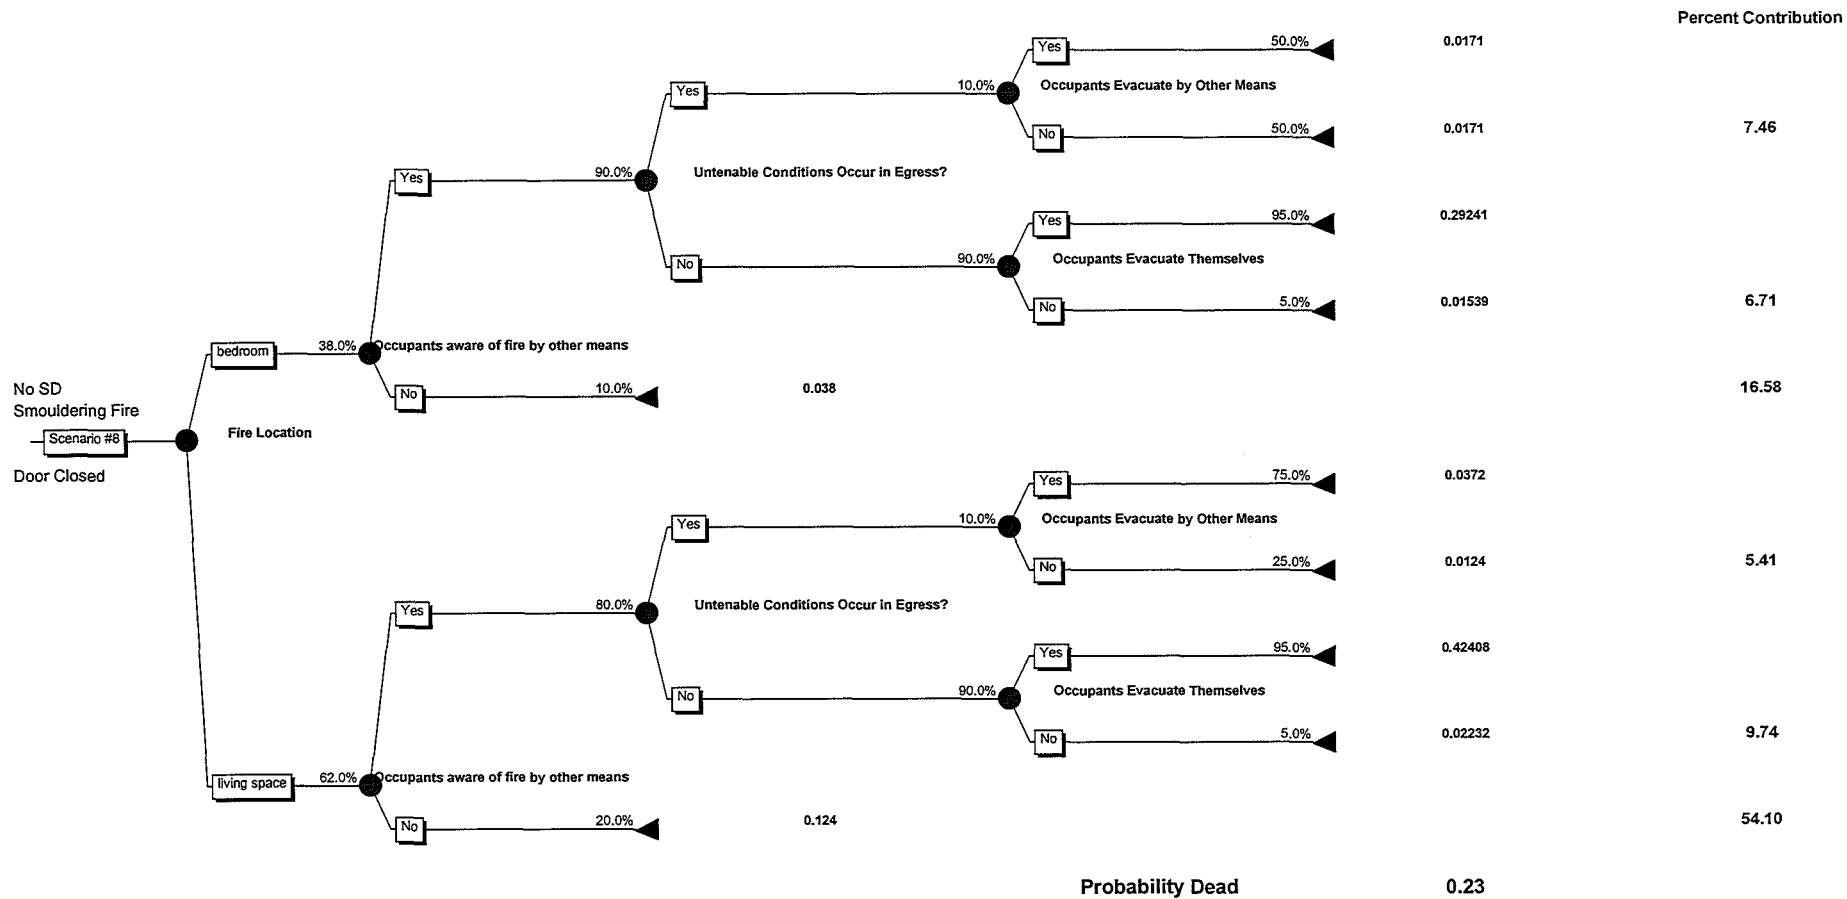 Percent Contribution
Yes 50.0% 0.0171
Yes 10.0% Occupants Evacuate by Other Means
No 50.0% 0.0171 7.46
Yes 90.0% Untenable Conditions Occur in Egress?
Yes 95.0% 0.29241
No 90.0% Occupants Evacuate Themselves
No 5.0% 0.01539 6.71
bedroom 38.0% Occupants aware of fire by other means
No SD
No 10.0% 0.038 16.58
Smouldering Fire
Scenario #8 Fire Location
Door Closed
Yes 75.0% 0.0372
Yes 10.0% Occupants Evacuate by Other Means
No 25.0% 0.0124 5.41
Yes 80.0% Untenable Conditions Occur in Egress?
Yes 95.0% 0.42408
No 90.0% Occupants Evacuate Themselves
No 5.0% 0.02232 9.74
living space 62.0% Occupants aware of fire by other means
No 20.0% 0.124 54.10
Probability Dead 0.23